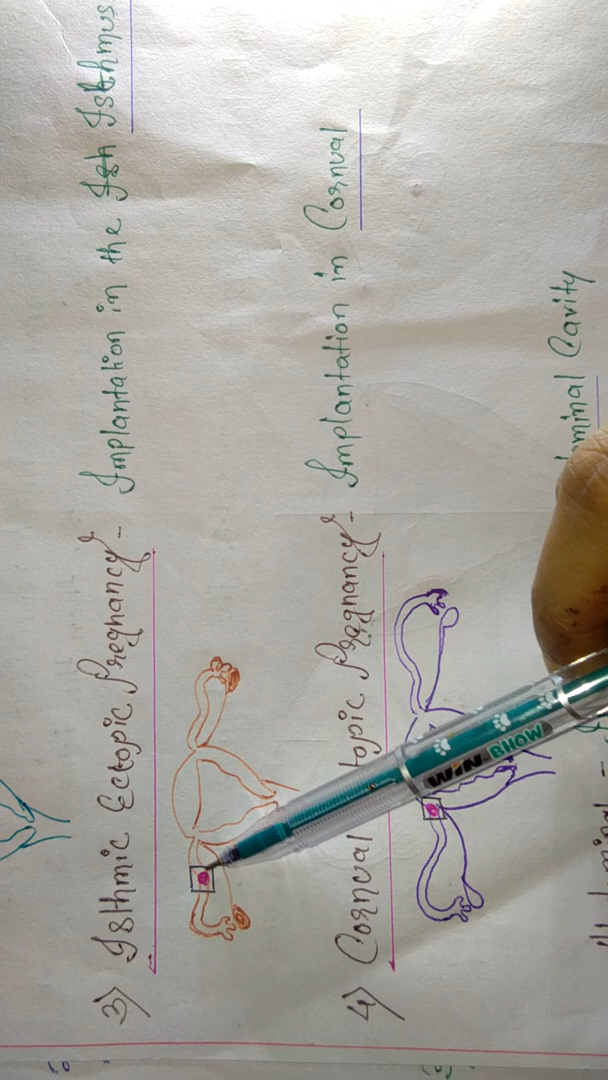 3) Isthmic Ectopic Pregnancy - Implantation in the Isthmus
4) Cornual topic Pregnancy - Implantation in Cornual
minal Cavity
WIN BHOW